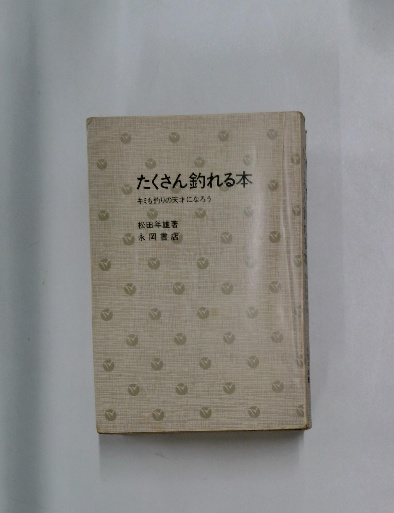 たくさん釣れる本
キミも釣りの天才になろう
松田年雄著
永岡書店